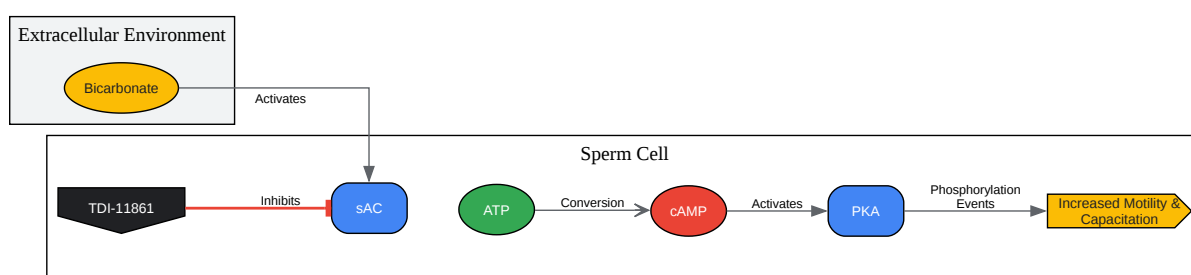 Extracellular Environment
Bicarbonate
Activates
Sperm Cell
TDI-11861
Inhibits
sAC
ATP
Conversion
cAMP
Activates
PKA
Phosphorylation
Events
Increased Motility &
Capacitation